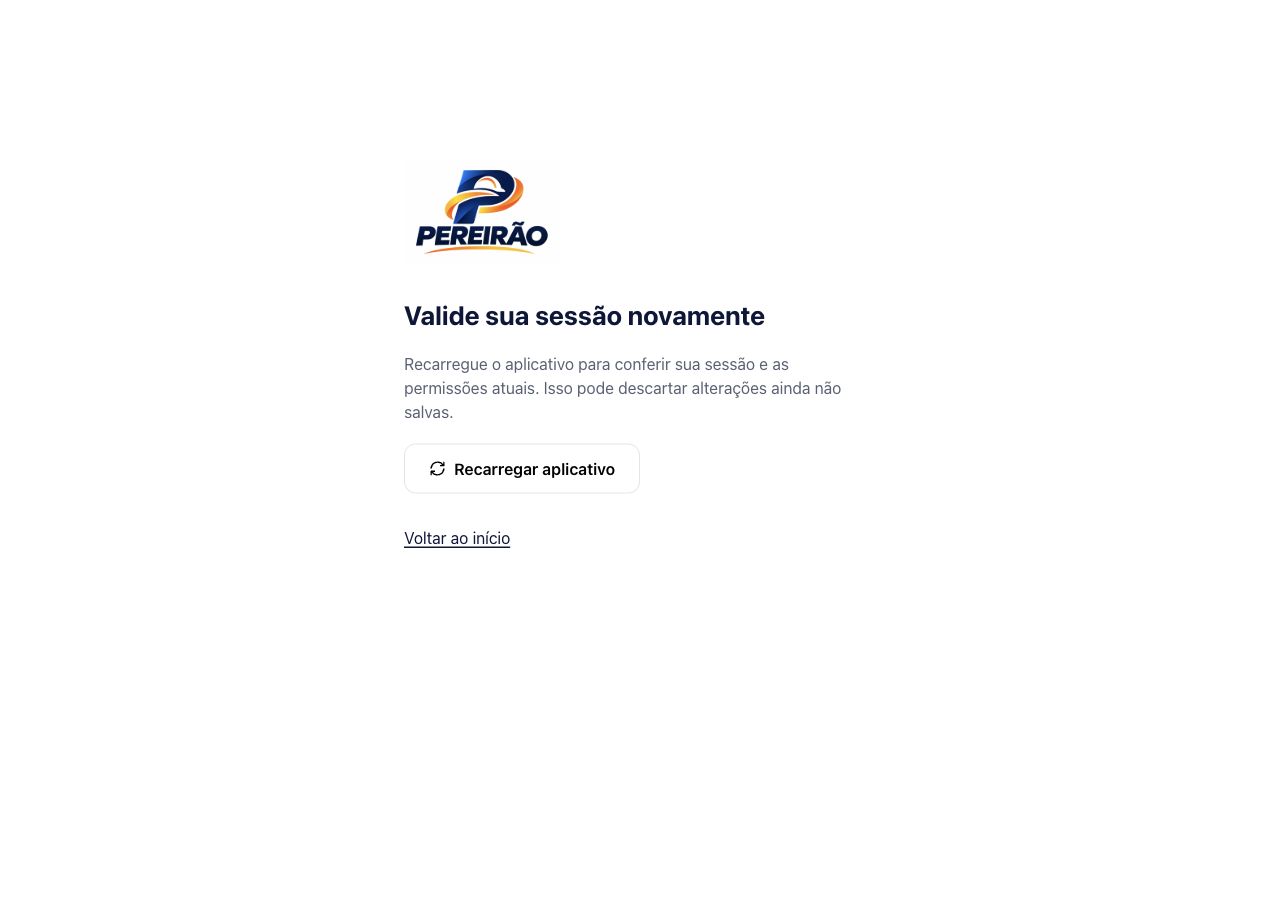 PEREIRÃO
Valide sua sessão novamente
Recarregue o aplicativo para conferir sua sessão e as
permissões atuais. Isso pode descartar alterações ainda não
salvas.
Recarregar aplicativo
Voltar ao início